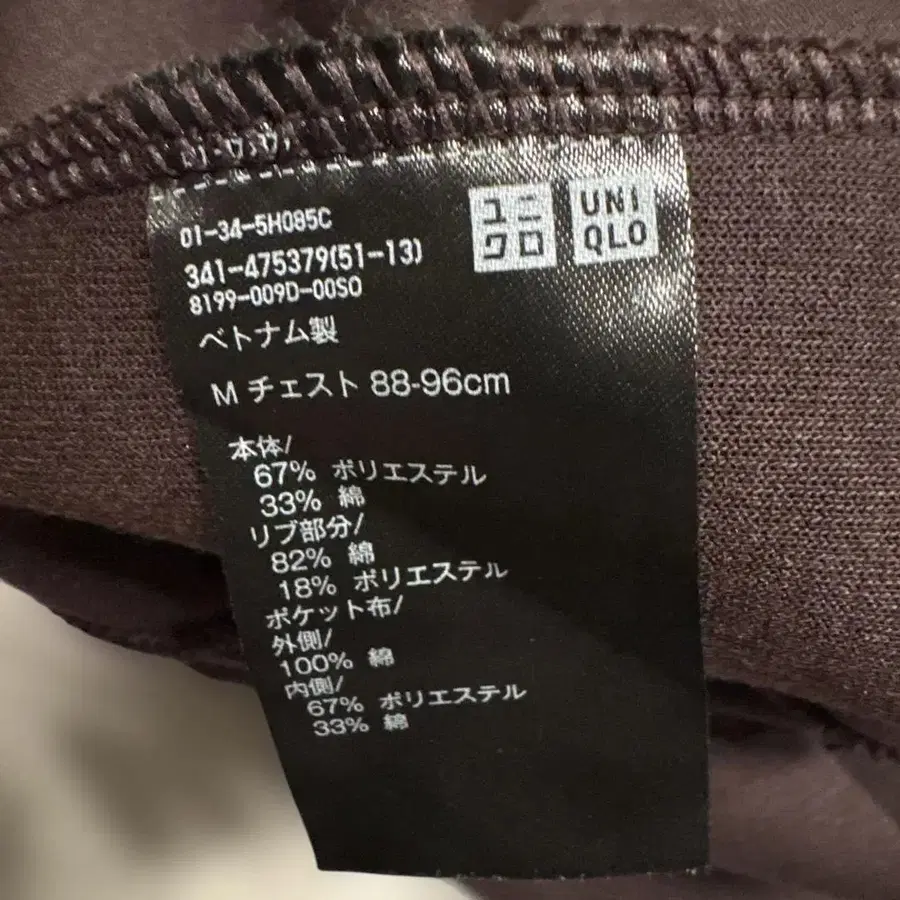 01-34-5H085C
341-475379(51-13)
8199-009D-00SO
ユニ
クロ
UNI
QLO
ベトナム製
M チェスト 88-96cm
本体/
67% ポリエステル
33% 綿
リブ部分/
82% 綿
18% ポリエステル
ポケット布/
外側/
100% 綿
内側/
67% ポリエステル
33% 綿